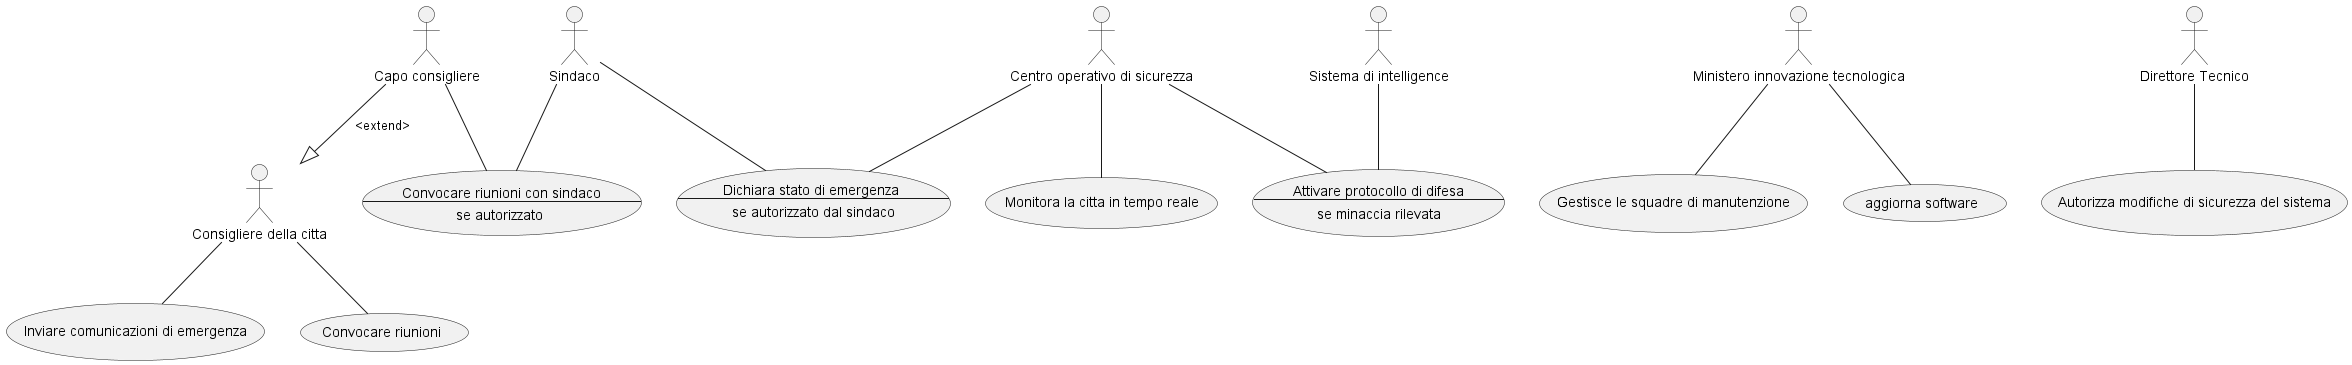 Capo consigliere
Sindaco
Centro operativo di sicurezza
Sistema di intelligence
Ministero innovazione tecnologica
Direttore Tecnico
<extend>
Consigliere della citta
Convocare riunioni con sindaco
se autorizzato
Dichiara stato di emergenza
se autorizzato dal sindaco
Monitora la citta in tempo reale
Attivare protocollo di difesa
se minaccia rilevata
Gestisce le squadre di manutenzione
aggiorna software
Autorizza modifiche di sicurezza del sistema
Inviare comunicazioni di emergenza
Convocare riunioni